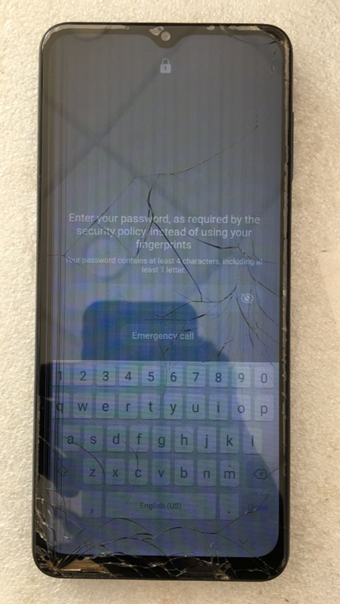 Enter your password, as required by the
security policy instead of using your
fingerprints
Your password contains at least 4 characters, including at
least 1 letter.
Emergency call
1 2 3 4 5 6 7 8 9 0
q w e r t y u i o p
a s d f g h j k l
z x c v b n m
, English (US) .